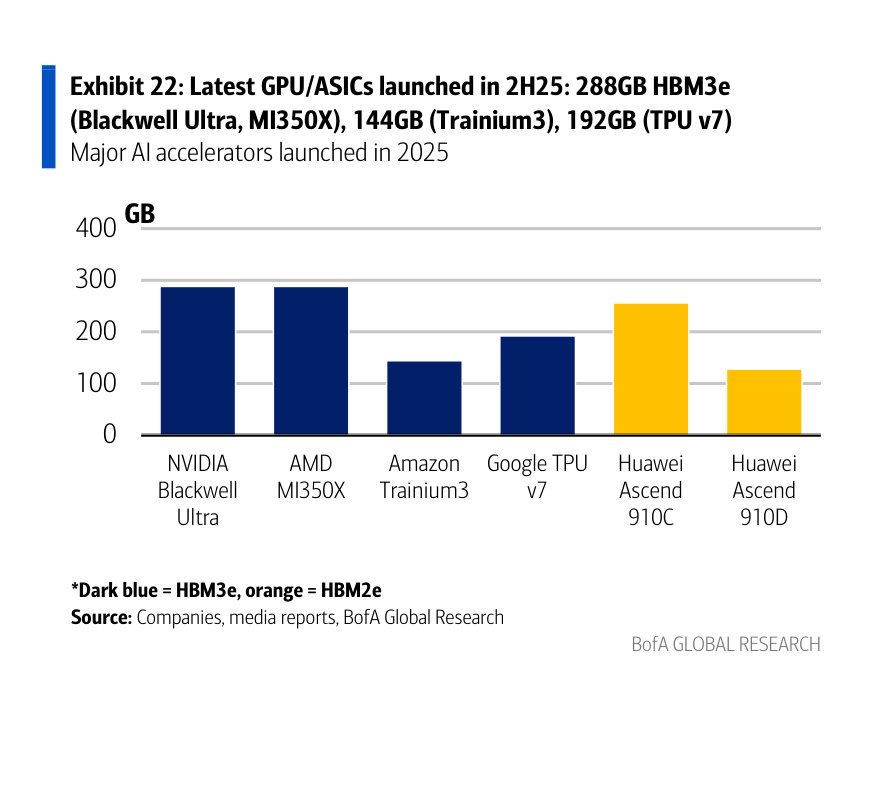 Exhibit 22: Latest GPU/ASICs launched in 2H25: 288GB HBM3e
(Blackwell Ultra, MI350X), 144GB (Trainium3), 192GB (TPU v7)
Major AI accelerators launched in 2025
GB
400
300
200
100
0
NVIDIA
Blackwell
Ultra
AMD
MI350X
Amazon
Trainium3
Google TPU
v7
Huawei
Ascend
910C
Huawei
Ascend
910D
*Dark blue = HBM3e, orange = HBM2e
Source: Companies, media reports, BofA Global Research
BofA GLOBAL RESEARCH